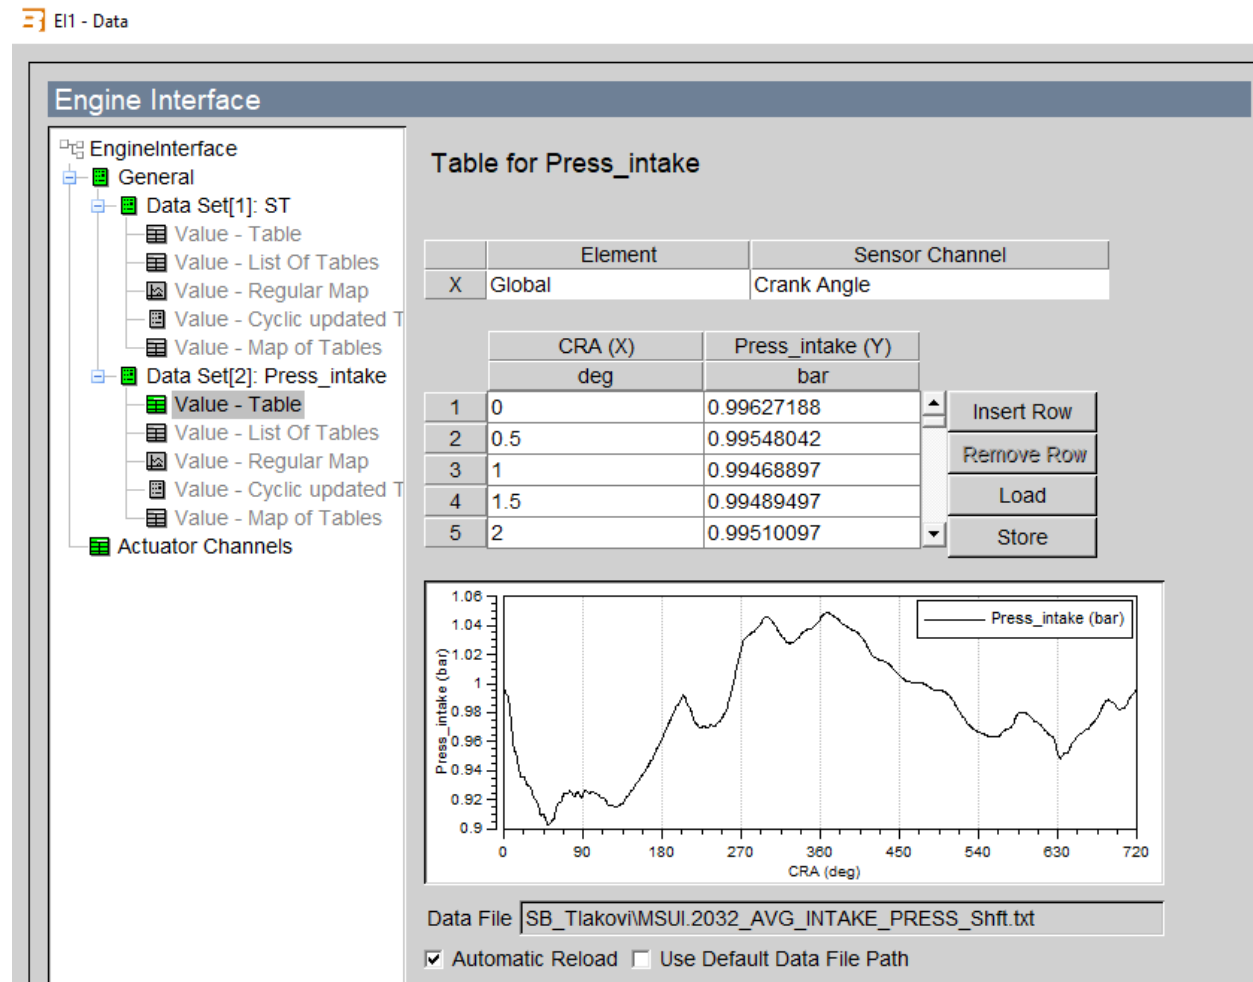 EI1 - Data
Engine Interface
EngineInterface
General
Data Set[1]: ST
Value - Table
Value - List Of Tables
Value - Regular Map
Value - Cyclic updated T
Value - Map of Tables
Data Set[2]: Press_intake
Value - Table
Value - List Of Tables
Value - Regular Map
Value - Cyclic updated T
Value - Map of Tables
Actuator Channels
Table for Press_intake
Element Sensor Channel
X Global Crank Angle
CRA (X) Press_intake (Y)
deg bar
1 0 0.99627188
2 0.5 0.99548042
3 1 0.99468897
4 1.5 0.99489497
5 2 0.99510097
Insert Row
Remove Row
Load
Store
1.06
1.04
1.02
1
0.98
0.96
0.94
0.92
0.9
Press_intake (bar)
Press_intake (bar)
0 90 180 270 360 450 540 630 720
CRA (deg)
Data File SB_Tlakovi\MSUI.2032_AVG_INTAKE_PRESS_Shft.txt
Automatic Reload Use Default Data File Path